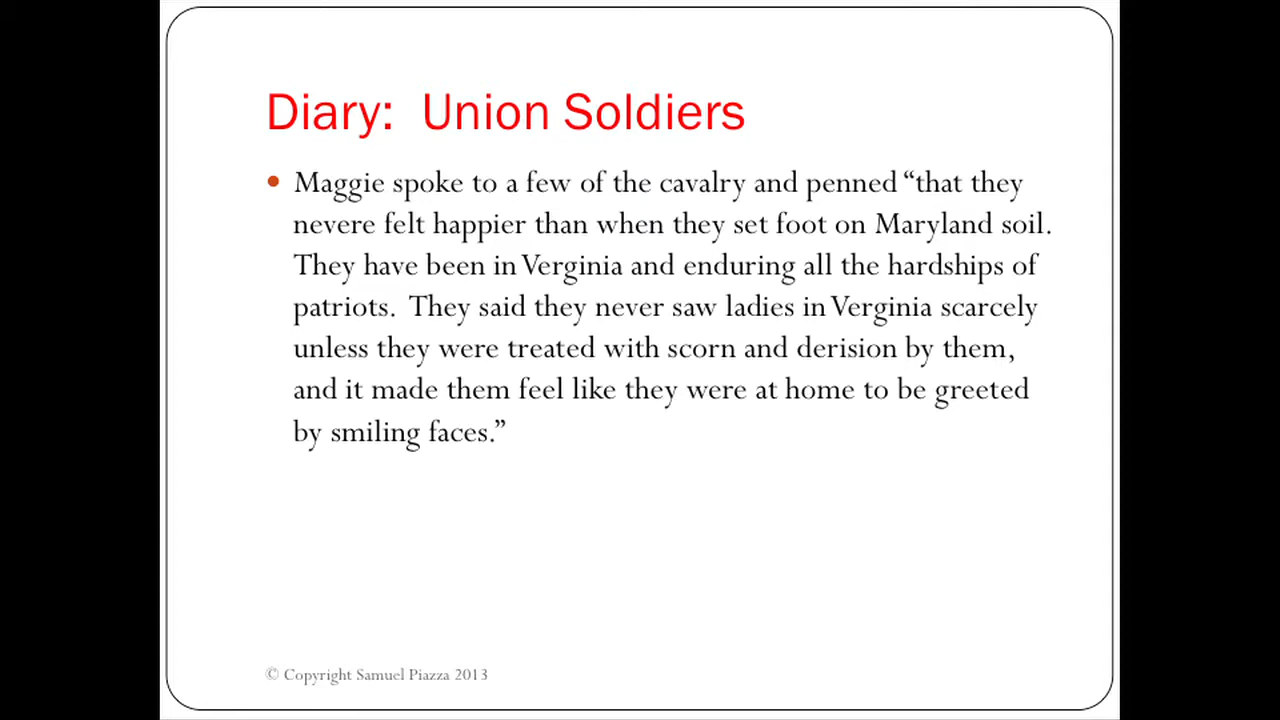 Diary: Union Soldiers
• Maggie spoke to a few of the cavalry and penned “that they
nevere felt happier than when they set foot on Maryland soil.
They have been in Verginia and enduring all the hardships of
patriots. They said they never saw ladies in Verginia scarcely
unless they were treated with scorn and derision by them,
and it made them feel like they were at home to be greeted
by smiling faces.”
© Copyright Samuel Piazza 2013